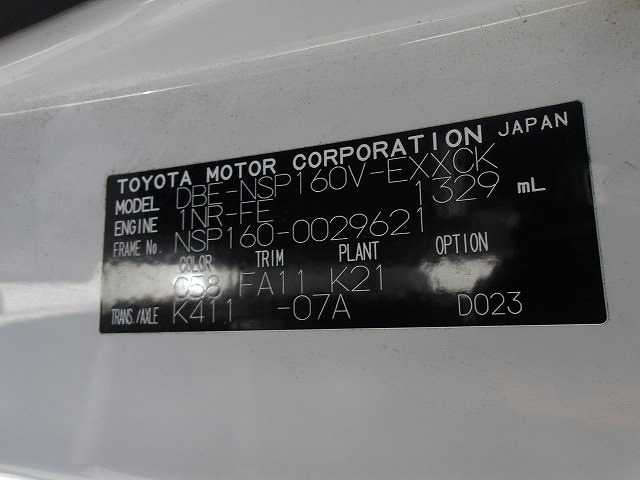 TOYOTA MOTOR CORPORATION JAPAN
MODEL DBE-NSP160V-EXXCK
ENGINE 1NR-FE 1329 mL
FRAME No. NSP160-0029621
COLOR TRIM PLANT OPTION
058 FA11 K21
TRANS./AXLE K411 -07A D023